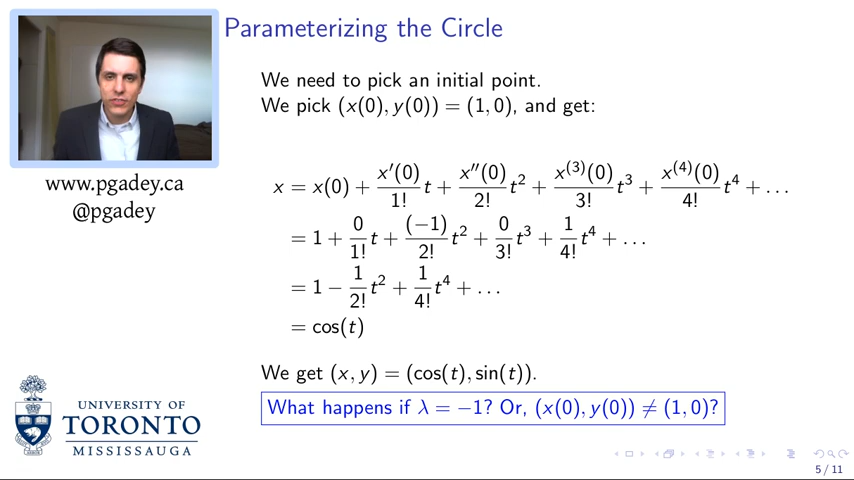 Parameterizing the Circle
We need to pick an initial point.
We pick (x(0), y(0)) = (1, 0), and get:
x = x(0) + x′(0)/1! t + x″(0)/2! t² + x⁽³⁾(0)/3! t³ + x⁽⁴⁾(0)/4! t⁴ + …
= 1 + 0/1! t + (−1)/2! t² + 0/3! t³ + 1/4! t⁴ + …
= 1 − 1/2! t² + 1/4! t⁴ + …
= cos(t)
We get (x, y) = (cos(t), sin(t)).
What happens if λ = −1? Or, (x(0), y(0)) ≠ (1, 0)?
www.pgadey.ca
@pgadey
UNIVERSITY OF
TORONTO
MISSISSAUGA
5 / 11